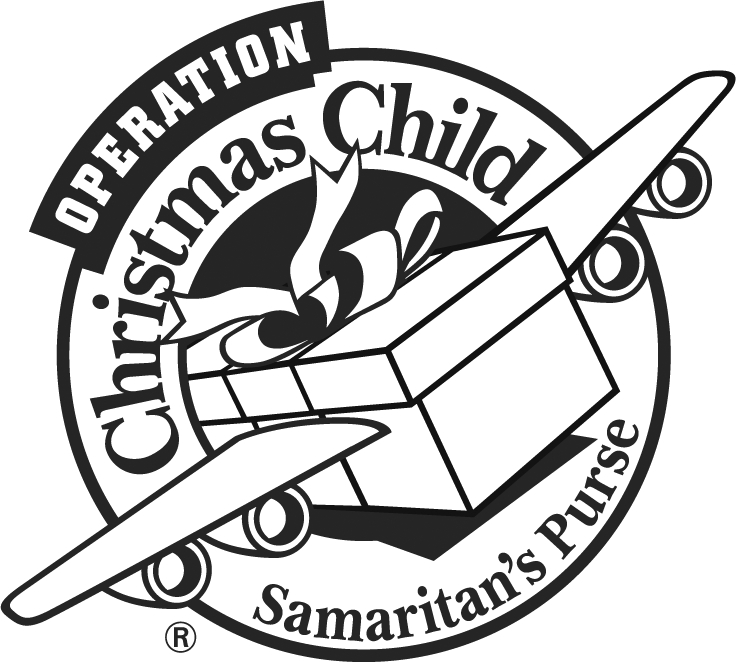 OPERATION
Christmas Child
Samaritan's Purse
®